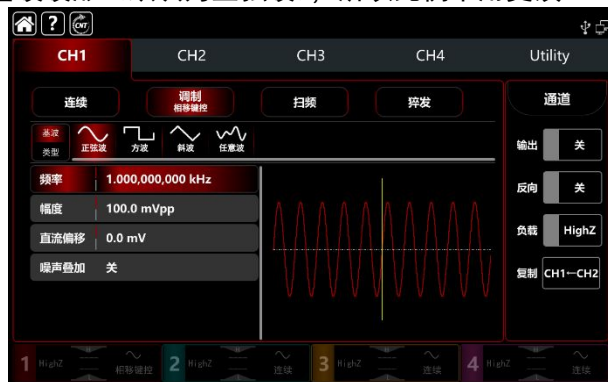 ? CNT
CH1 CH2 CH3 CH4 Utility
连续 调制 扫频 猝发 通道
相移键控
基波
类型 正弦波 方波 斜波 任意波
输出 关
频率 1.000,000,000 kHz
反向 关
幅度 100.0 mVpp
直流偏移 0.0 mV
负载 HighZ
噪声叠加 关
复制 CH1←CH2
1 HighZ 相移键控 2 HighZ 连续 3 HighZ 连续 4 HighZ 连续